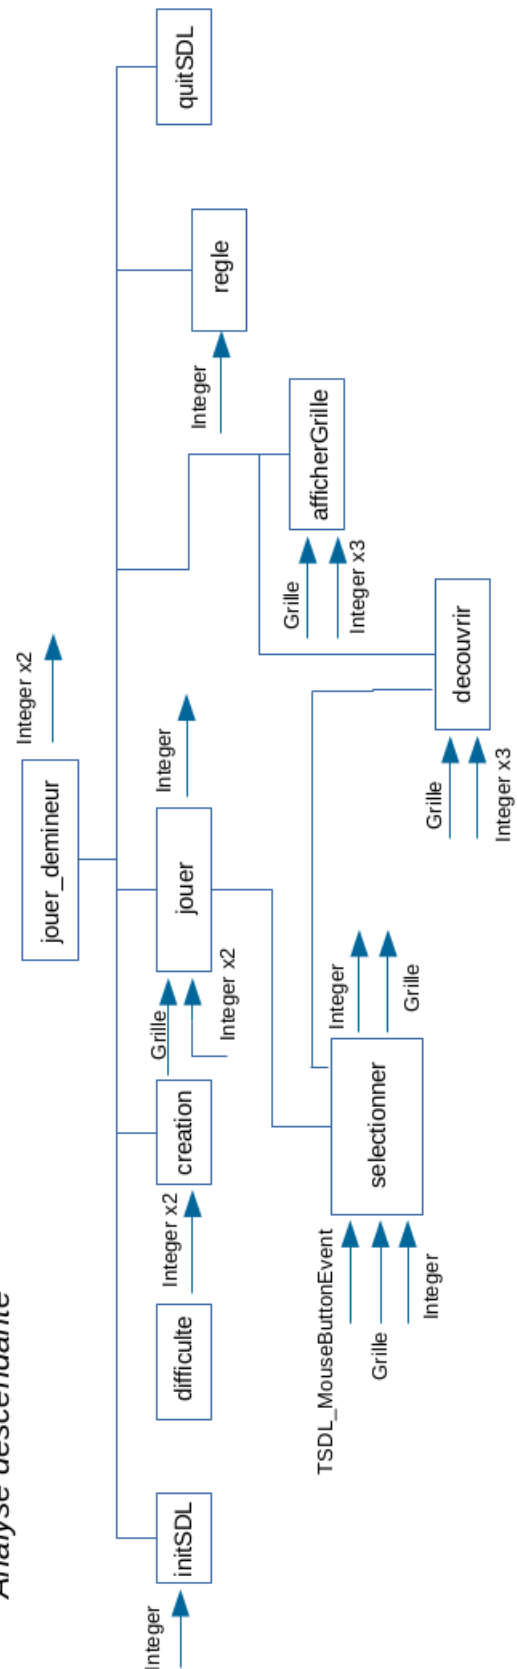 Analyse descendante
jouer_demineur
Integer x2
Integer
initSDL
difficulte
Integer x2
creation
Grille
Integer x2
jouer
Integer
Integer
regle
quitSDL
TSDL_MouseButtonEvent
Grille
Integer
selectionner
Integer
Grille
Grille
Integer x3
afficherGrille
Grille
Integer x3
decouvrir